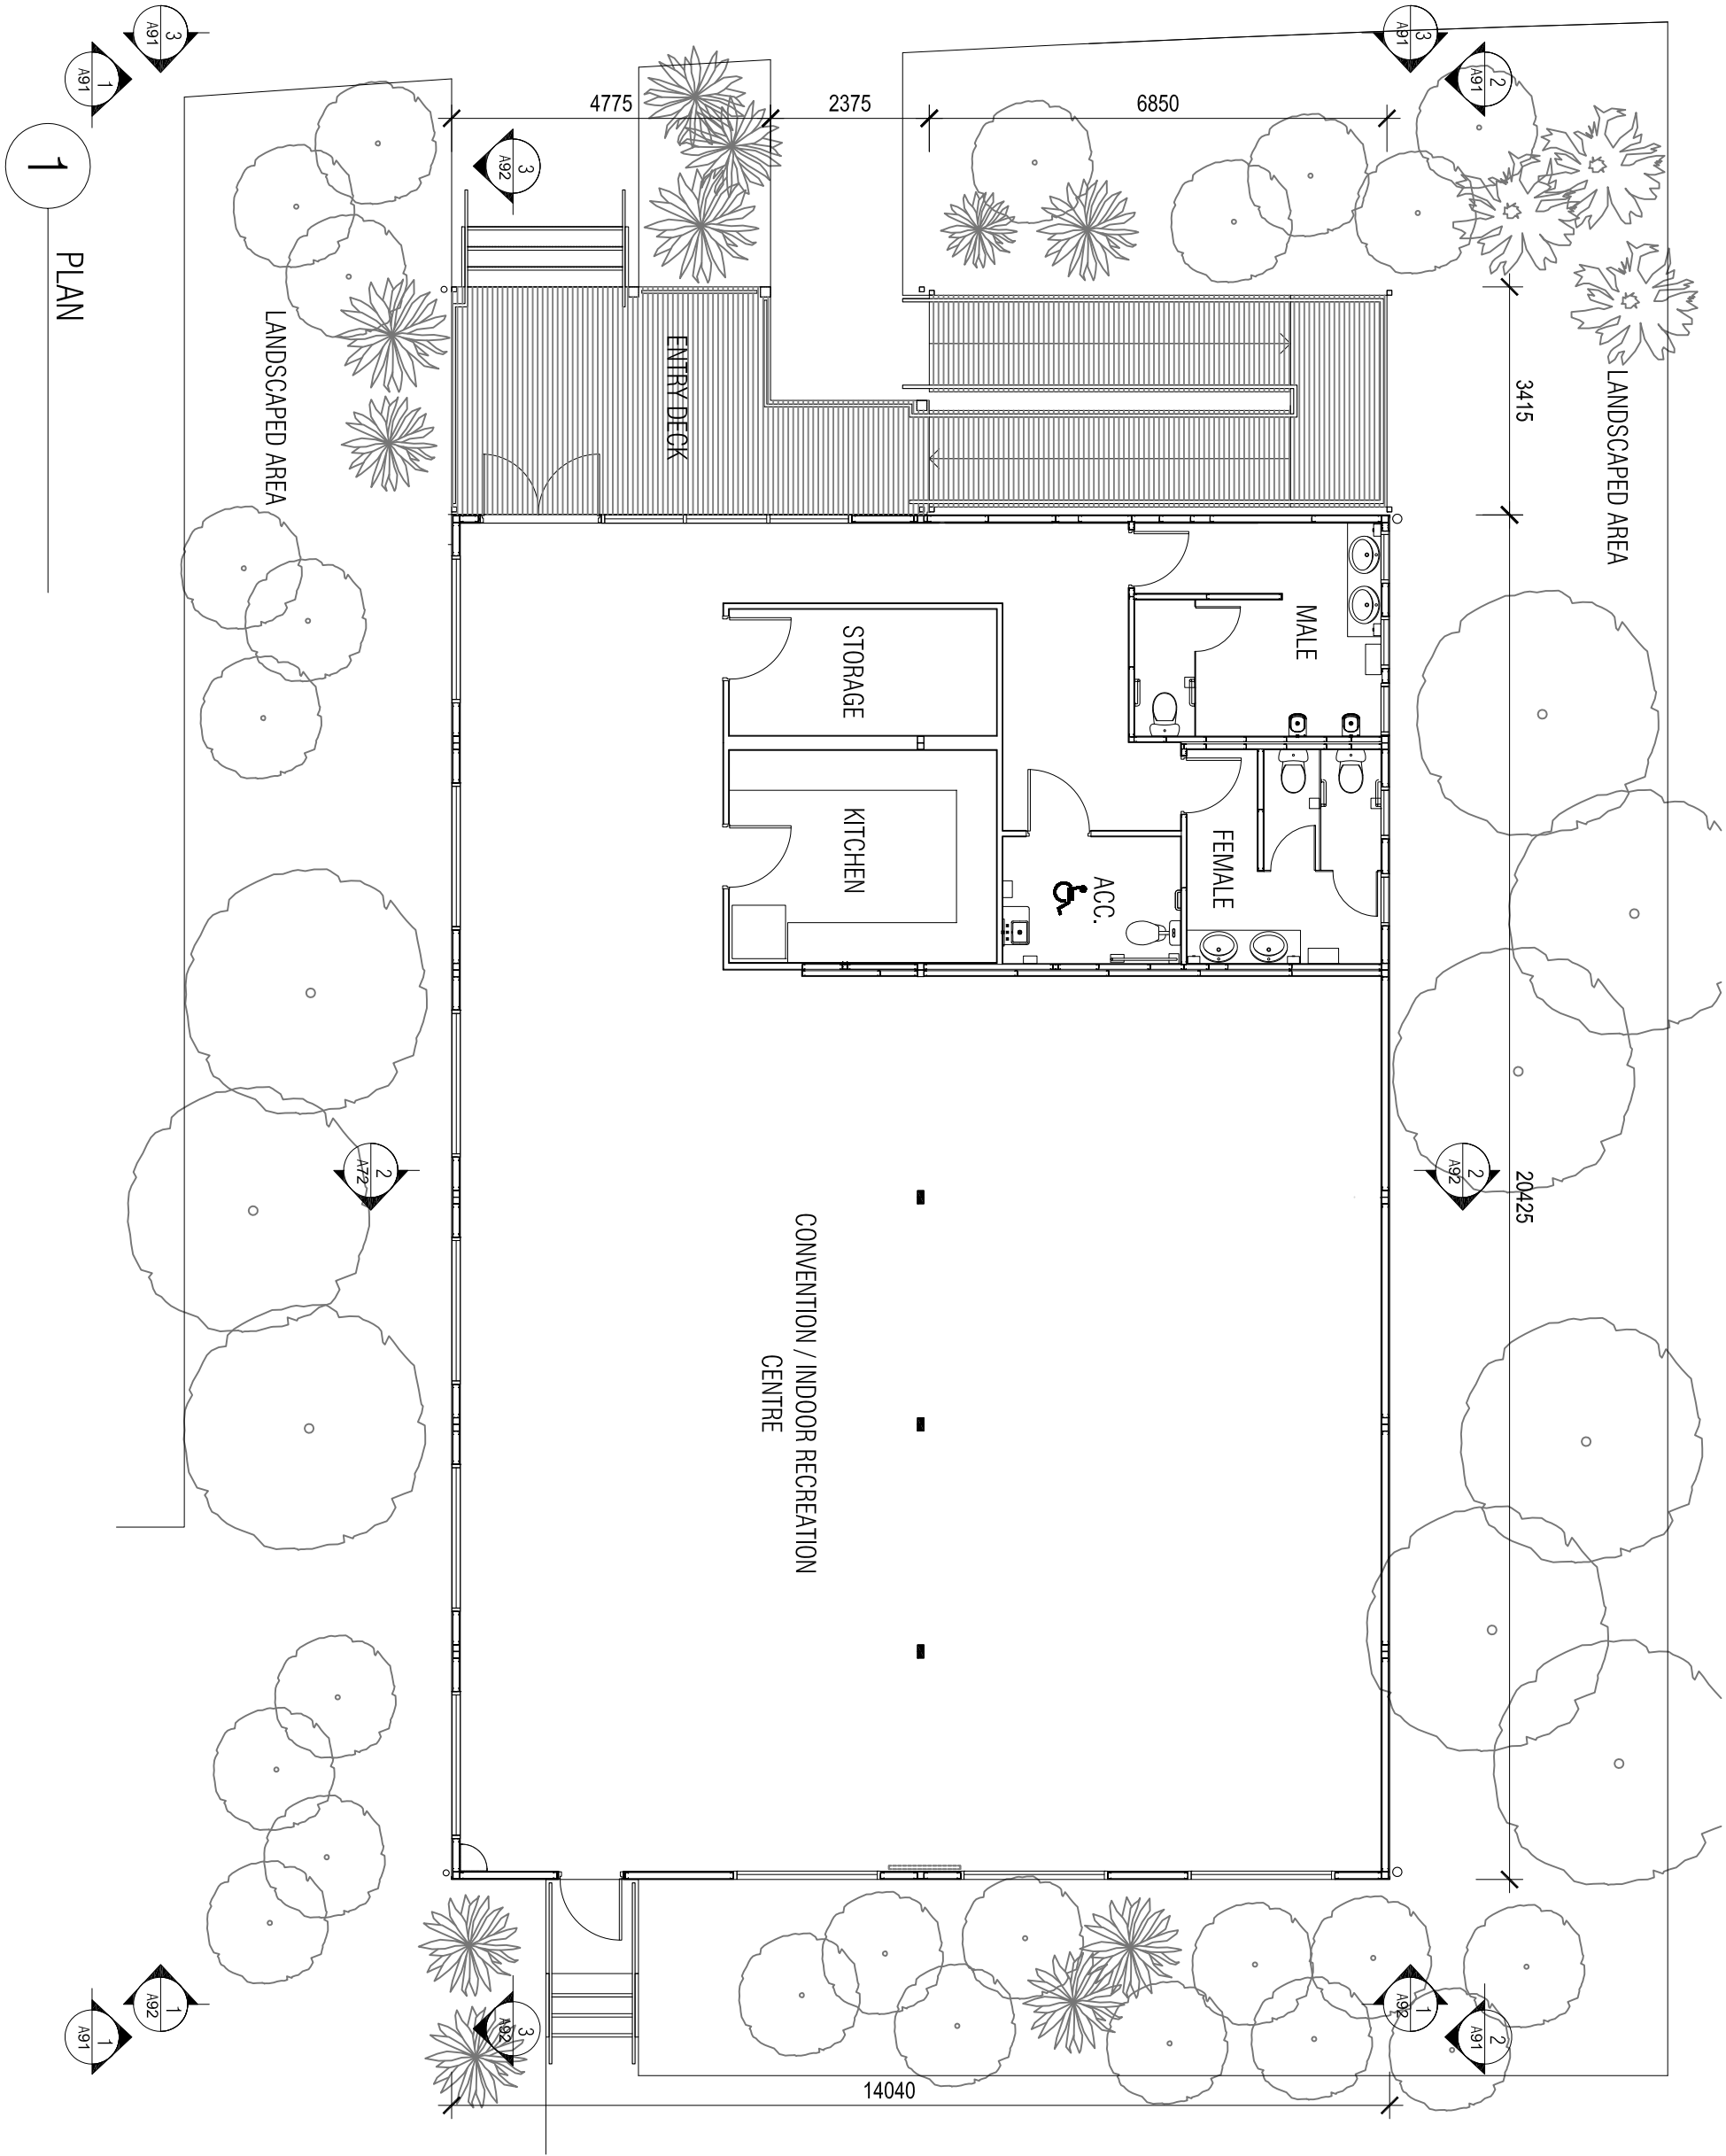 3
A91
1
A91
1
PLAN
4775
2375
6850
3
A91
2
A91
3
A92
LANDSCAPED AREA
ENTRY DECK
3415
LANDSCAPED AREA
STORAGE
MALE
KITCHEN
ACC.
FEMALE
2
A72
2
A92
20425
CONVENTION / INDOOR RECREATION
CENTRE
1
A92
1
A91
3
A92
1
A92
2
A91
14040